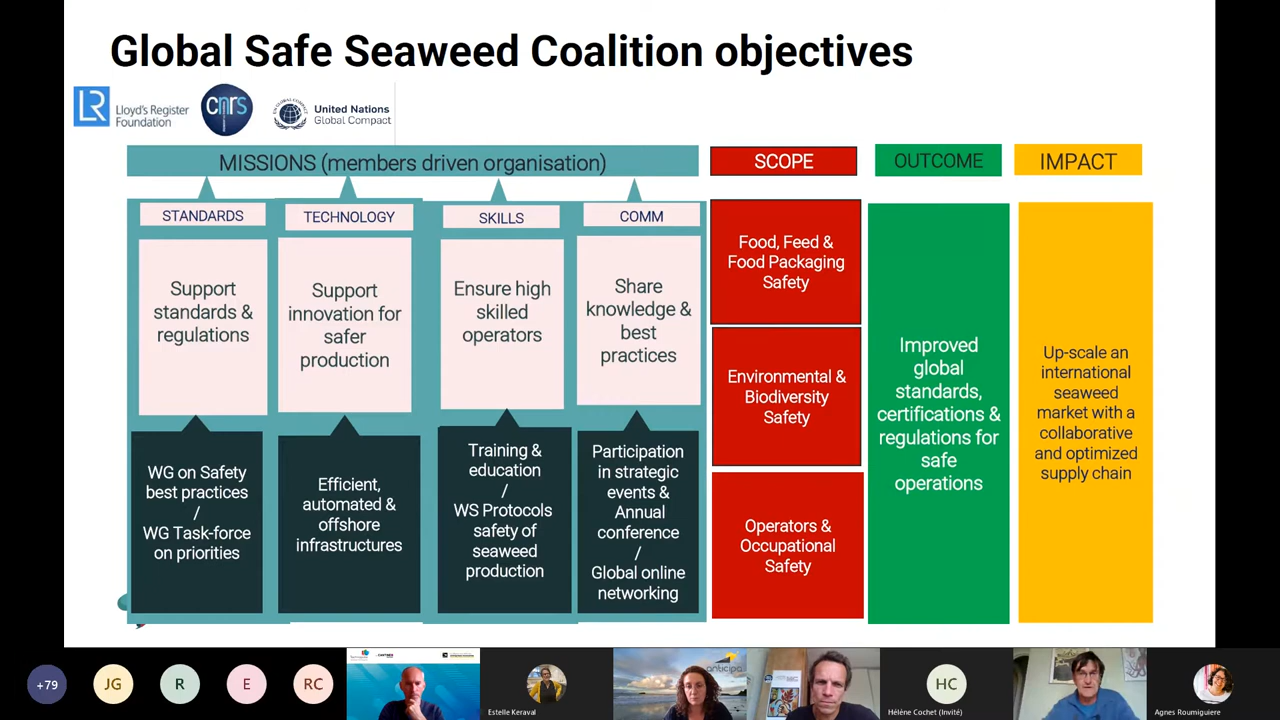 Global Safe Seaweed Coalition objectives
LR
Lloyd's Register
Foundation
cnrs
United Nations
Global Compact
MISSIONS (members driven organisation)
SCOPE
OUTCOME
IMPACT
STANDARDS
TECHNOLOGY
SKILLS
COMM
Support
standards &
regulations
Support
innovation for
safer
production
Ensure high
skilled
operators
Share
knowledge &
best
practices
WG on Safety
best practices
/
WG Task-force
on priorities
Efficient,
automated &
offshore
infrastructures
Training &
education
/
WS Protocols
safety of
seaweed
production
Participation
in strategic
events &
Annual
conference
/
Global online
networking
Food, Feed &
Food Packaging
Safety
Environmental &
Biodiversity
Safety
Operators &
Occupational
Safety
Improved
global
standards,
certifications &
regulations for
safe
operations
Up-scale an
international
seaweed
market with a
collaborative
and optimized
supply chain
+79
JG
R
E
RC
Estelle Keraval
anticipa
HC
Hélène Cochet (Invité)
Agnes Roumiguiere